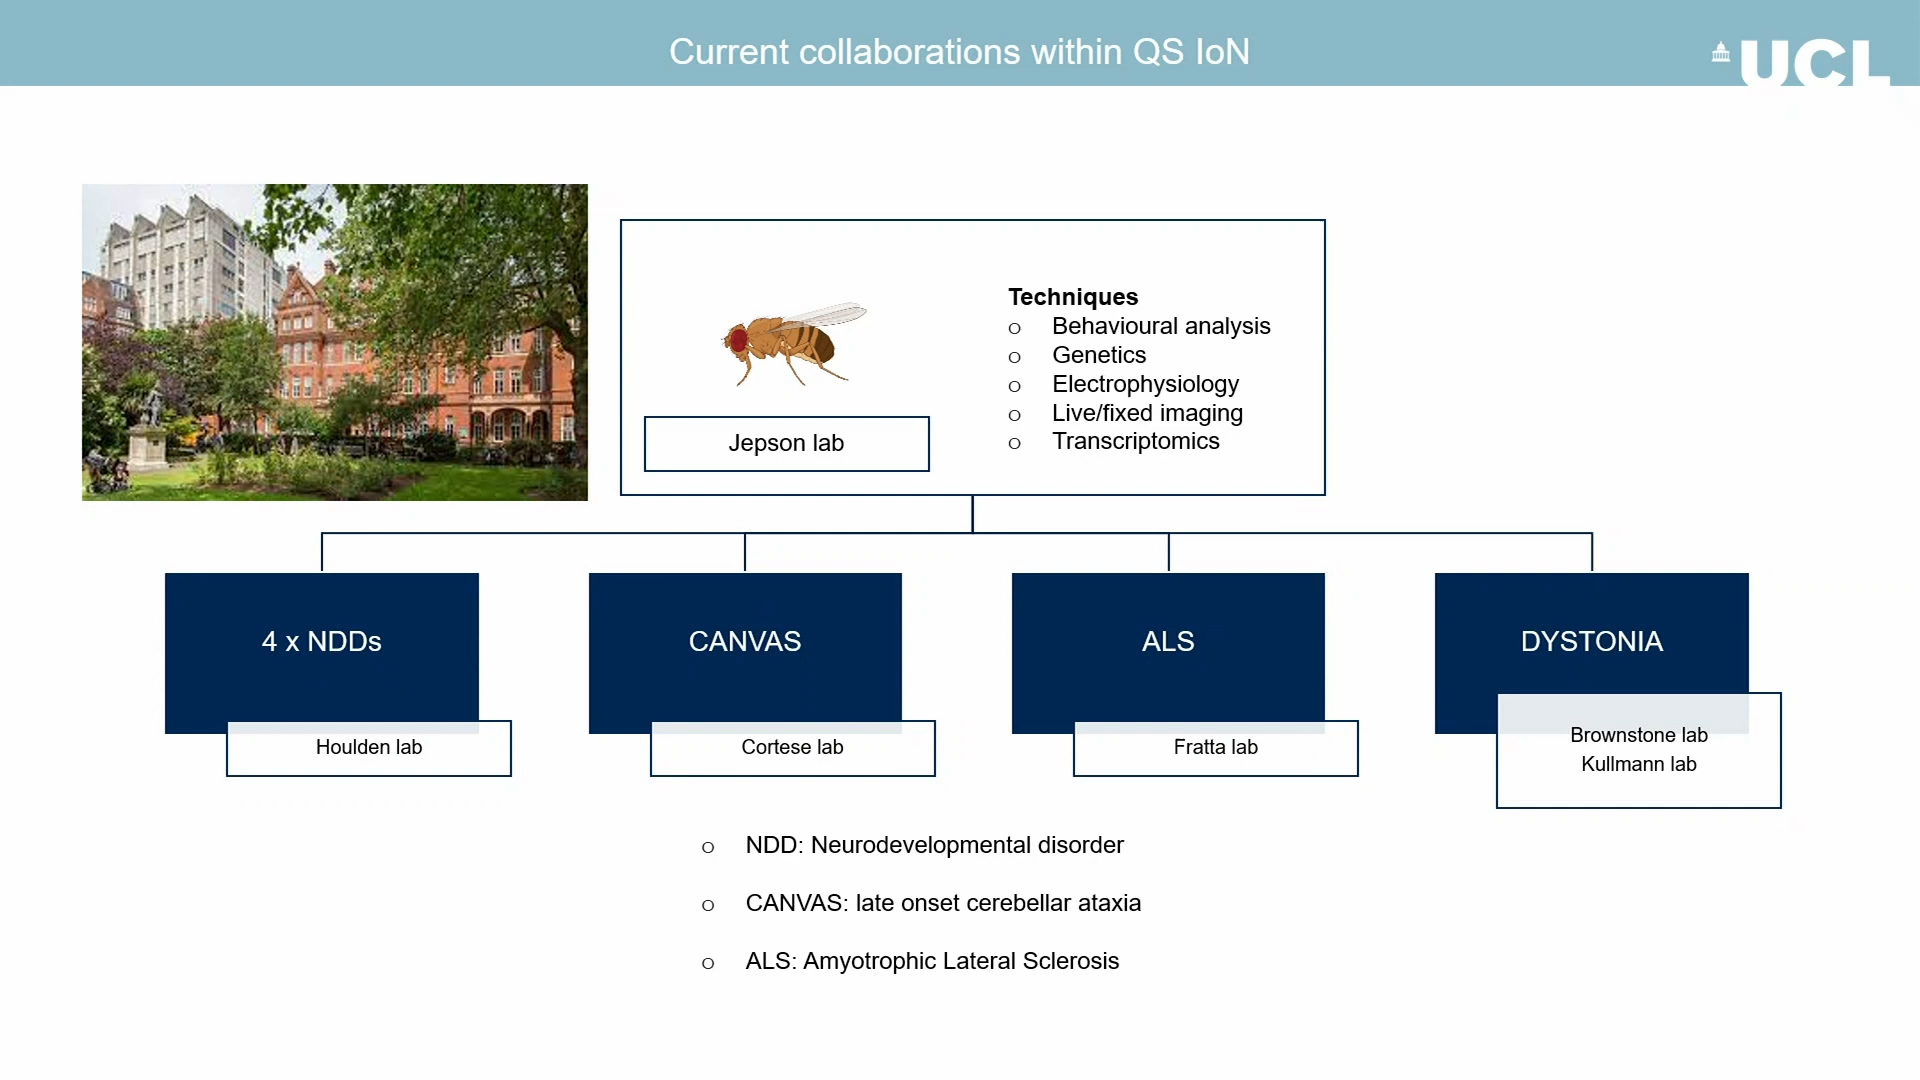 Current collaborations within QS IoN
UCL
Techniques
o Behavioural analysis
o Genetics
o Electrophysiology
o Live/fixed imaging
o Transcriptomics
Jepson lab
4 x NDDs
Houlden lab
CANVAS
Cortese lab
ALS
Fratta lab
DYSTONIA
Brownstone lab
Kullmann lab
o NDD: Neurodevelopmental disorder
o CANVAS: late onset cerebellar ataxia
o ALS: Amyotrophic Lateral Sclerosis